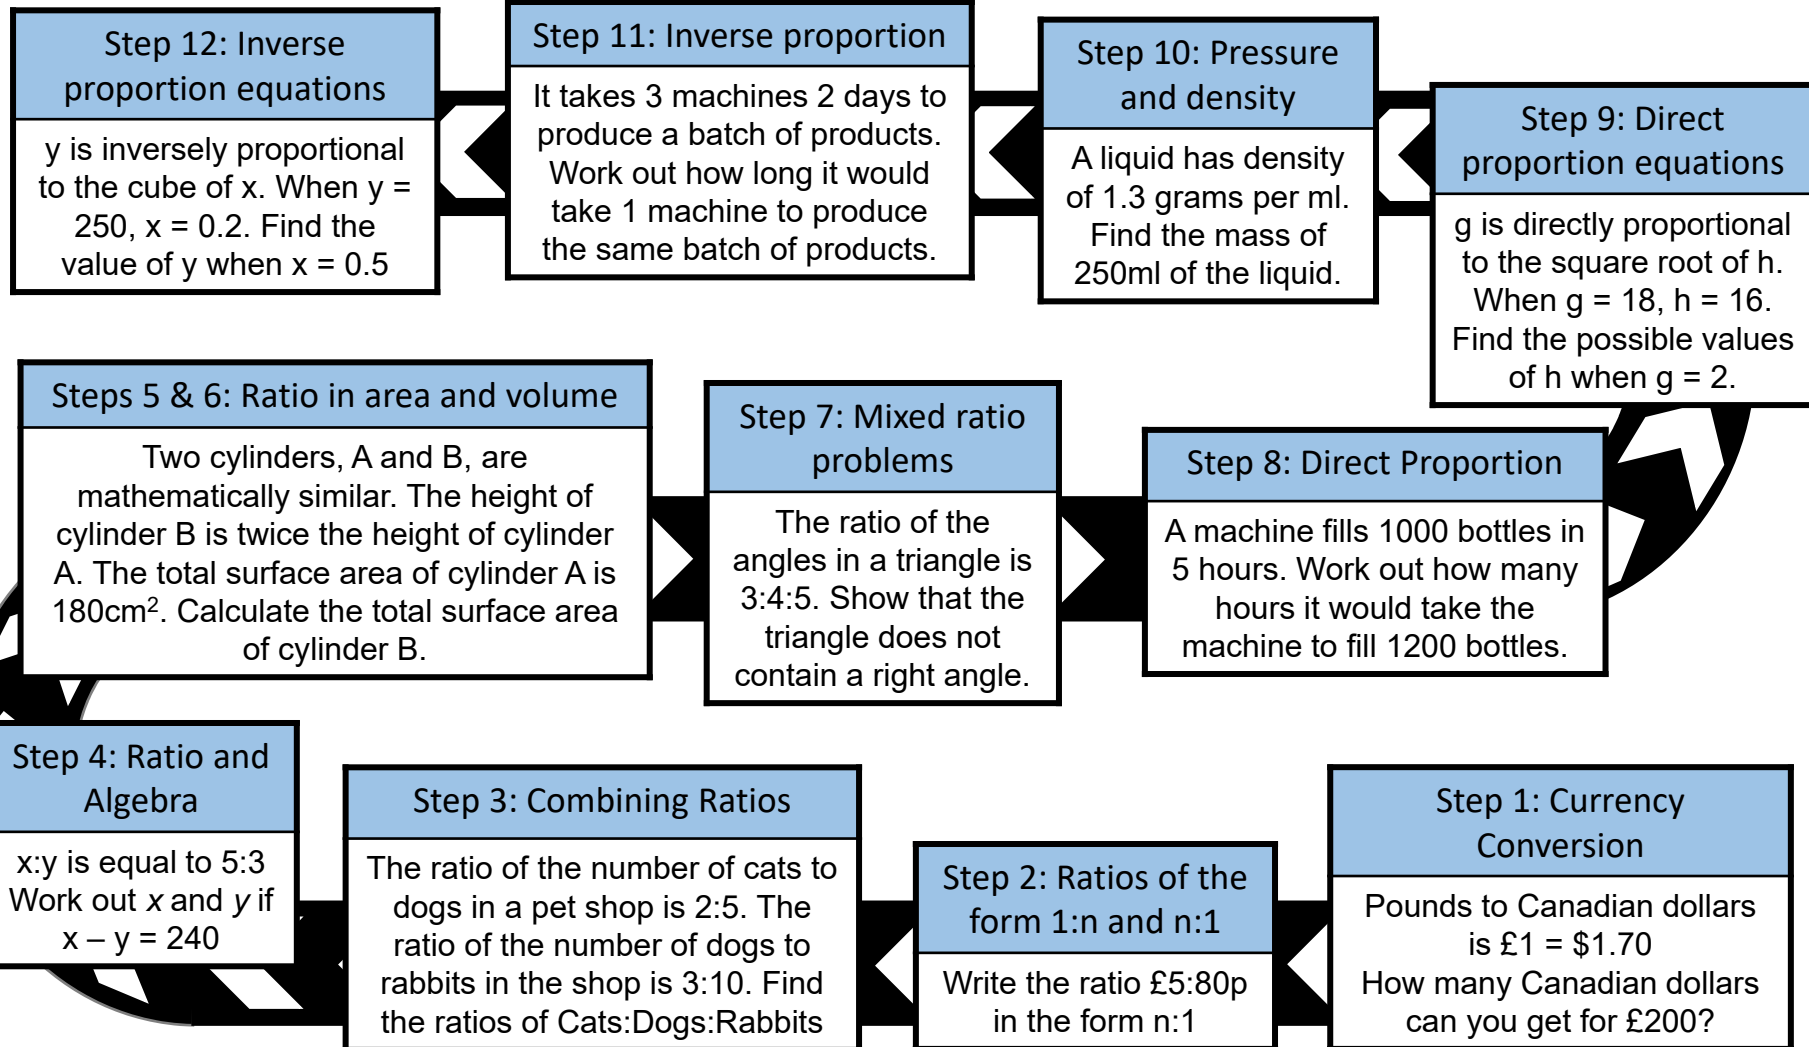 Step 12: Inverse
proportion equations
y is inversely proportional
to the cube of x. When y =
250, x = 0.2. Find the
value of y when x = 0.5
Step 11: Inverse proportion
It takes 3 machines 2 days to
produce a batch of products.
Work out how long it would
take 1 machine to produce
the same batch of products.
Step 10: Pressure
and density
A liquid has density
of 1.3 grams per ml.
Find the mass of
250ml of the liquid.
Step 9: Direct
proportion equations
g is directly proportional
to the square root of h.
When g = 18, h = 16.
Find the possible values
of h when g = 2.
Steps 5 & 6: Ratio in area and volume
Two cylinders, A and B, are
mathematically similar. The height of
cylinder B is twice the height of cylinder
A. The total surface area of cylinder A is
180cm². Calculate the total surface area
of cylinder B.
Step 7: Mixed ratio
problems
The ratio of the
angles in a triangle is
3:4:5. Show that the
triangle does not
contain a right angle.
Step 8: Direct Proportion
A machine fills 1000 bottles in
5 hours. Work out how many
hours it would take the
machine to fill 1200 bottles.
Step 4: Ratio and
Algebra
x:y is equal to 5:3
Work out x and y if
x – y = 240
Step 3: Combining Ratios
The ratio of the number of cats to
dogs in a pet shop is 2:5. The
ratio of the number of dogs to
rabbits in the shop is 3:10. Find
the ratios of Cats:Dogs:Rabbits
Step 2: Ratios of the
form 1:n and n:1
Write the ratio £5:80p
in the form n:1
Step 1: Currency
Conversion
Pounds to Canadian dollars
is £1 = $1.70
How many Canadian dollars
can you get for £200?